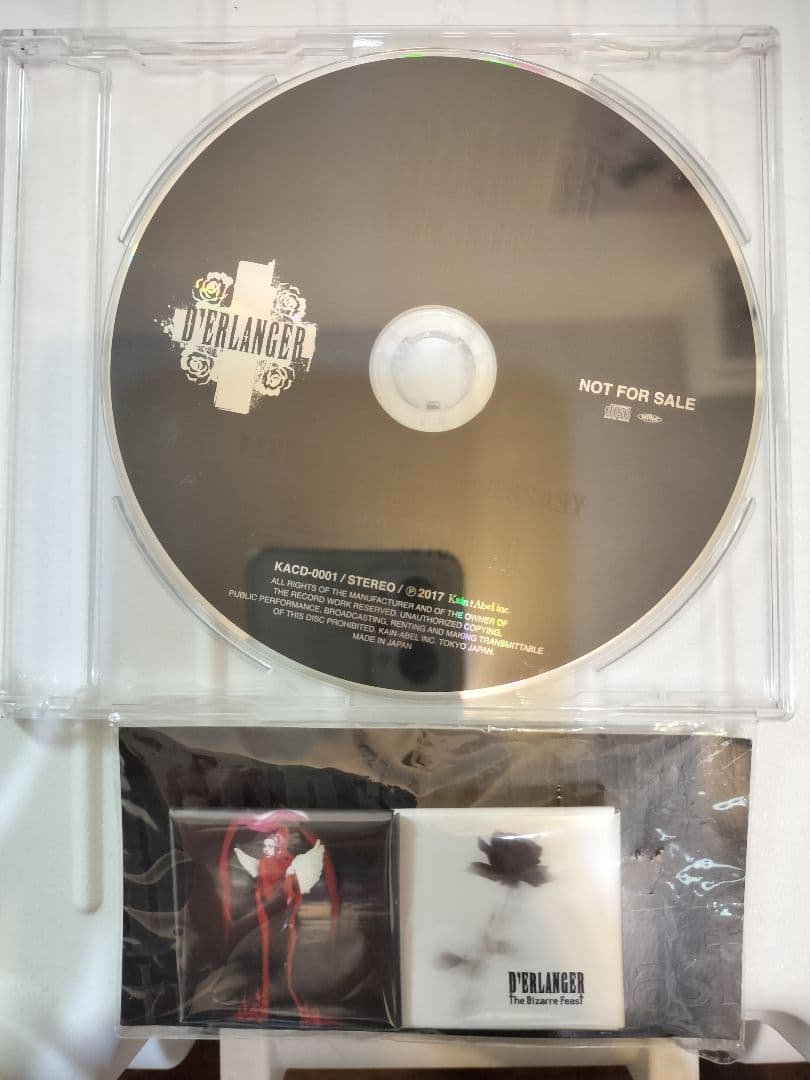 D'ERLANGER
NOT FOR SALE
KACD-0001 / STEREO / ℗ 2017 Kain†Abel inc.
ALL RIGHTS OF THE MANUFACTURER AND OF THE OWNER OF
THE RECORD WORK RESERVED. UNAUTHORIZED COPYING,
PUBLIC PERFORMANCE, BROADCASTING, RENTING AND MAKING TRANSMITTABLE
OF THIS DISC PROHIBITED. KAIN-ABEL INC. TOKYO JAPAN.
MADE IN JAPAN
D'ERLANGER
The Bizarre Feast